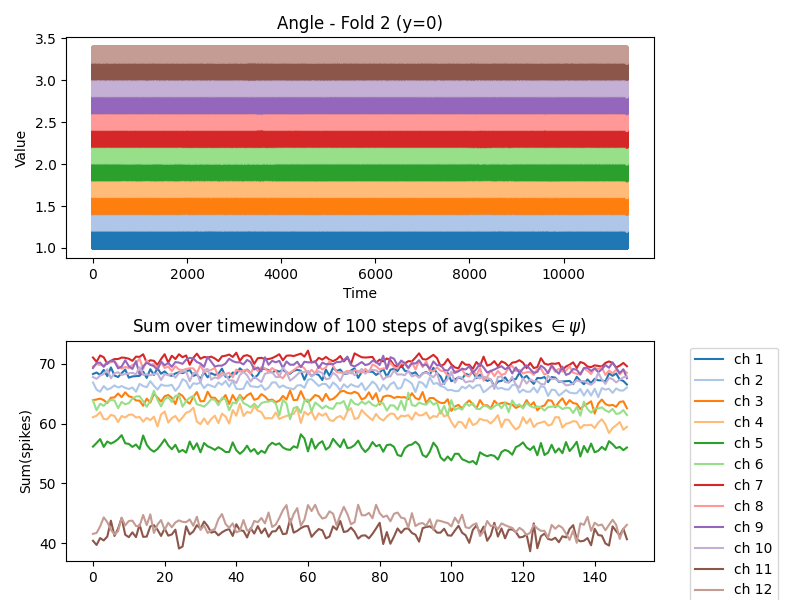 Angle - Fold 2 (y=0)
3.5
3.0
2.5
2.0
1.5
1.0
Value
0 2000 4000 6000 8000 10000
Time
Sum over timewindow of 100 steps of avg(spikes ∈ψ)
70
60
50
40
Sum(spikes)
0 20 40 60 80 100 120 140
ch 1
ch 2
ch 3
ch 4
ch 5
ch 6
ch 7
ch 8
ch 9
ch 10
ch 11
ch 12